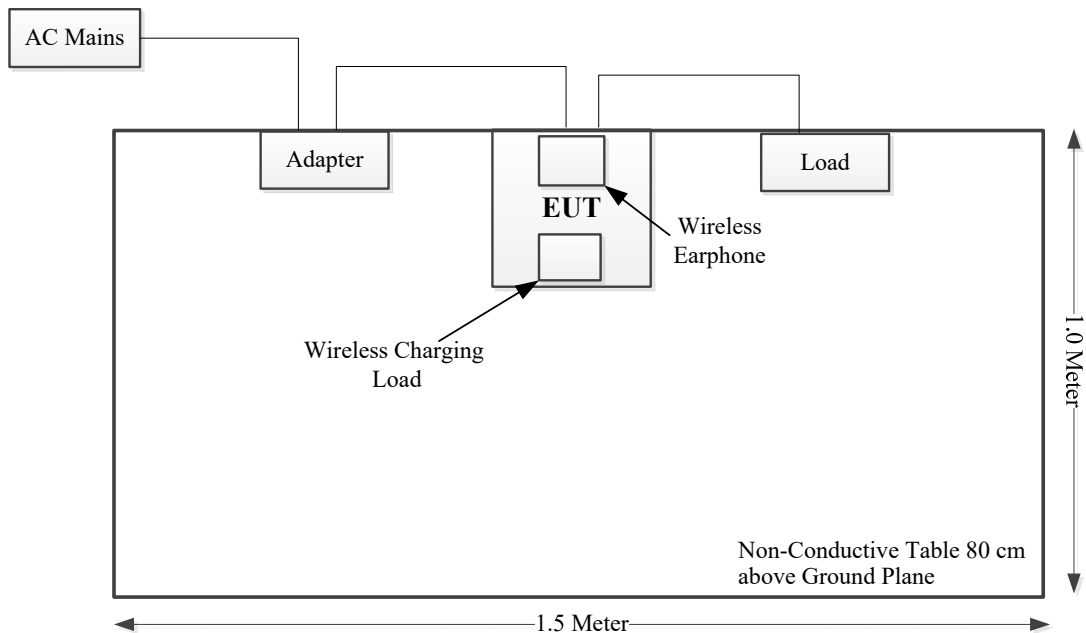 AC Mains
Adapter
Load
EUT
Wireless
Earphone
Wireless Charging
Load
1.0 Meter
Non-Conductive Table 80 cm
above Ground Plane
1.5 Meter